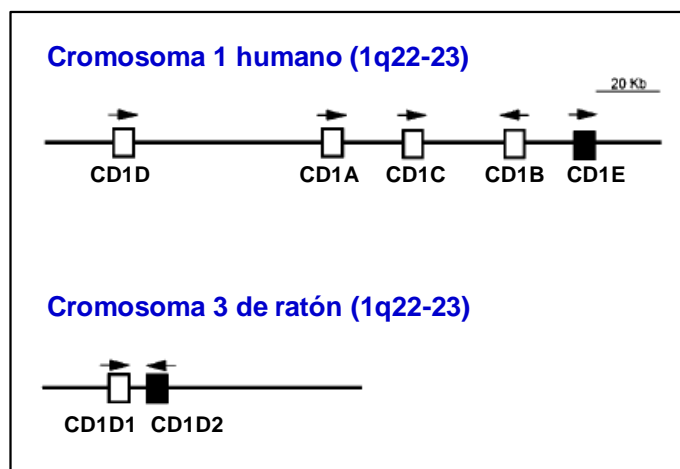 Cromosoma 1 humano (1q22-23)
20 Kb
CD1D CD1A CD1C CD1B CD1E
Cromosoma 3 de ratón (1q22-23)
CD1D1 CD1D2